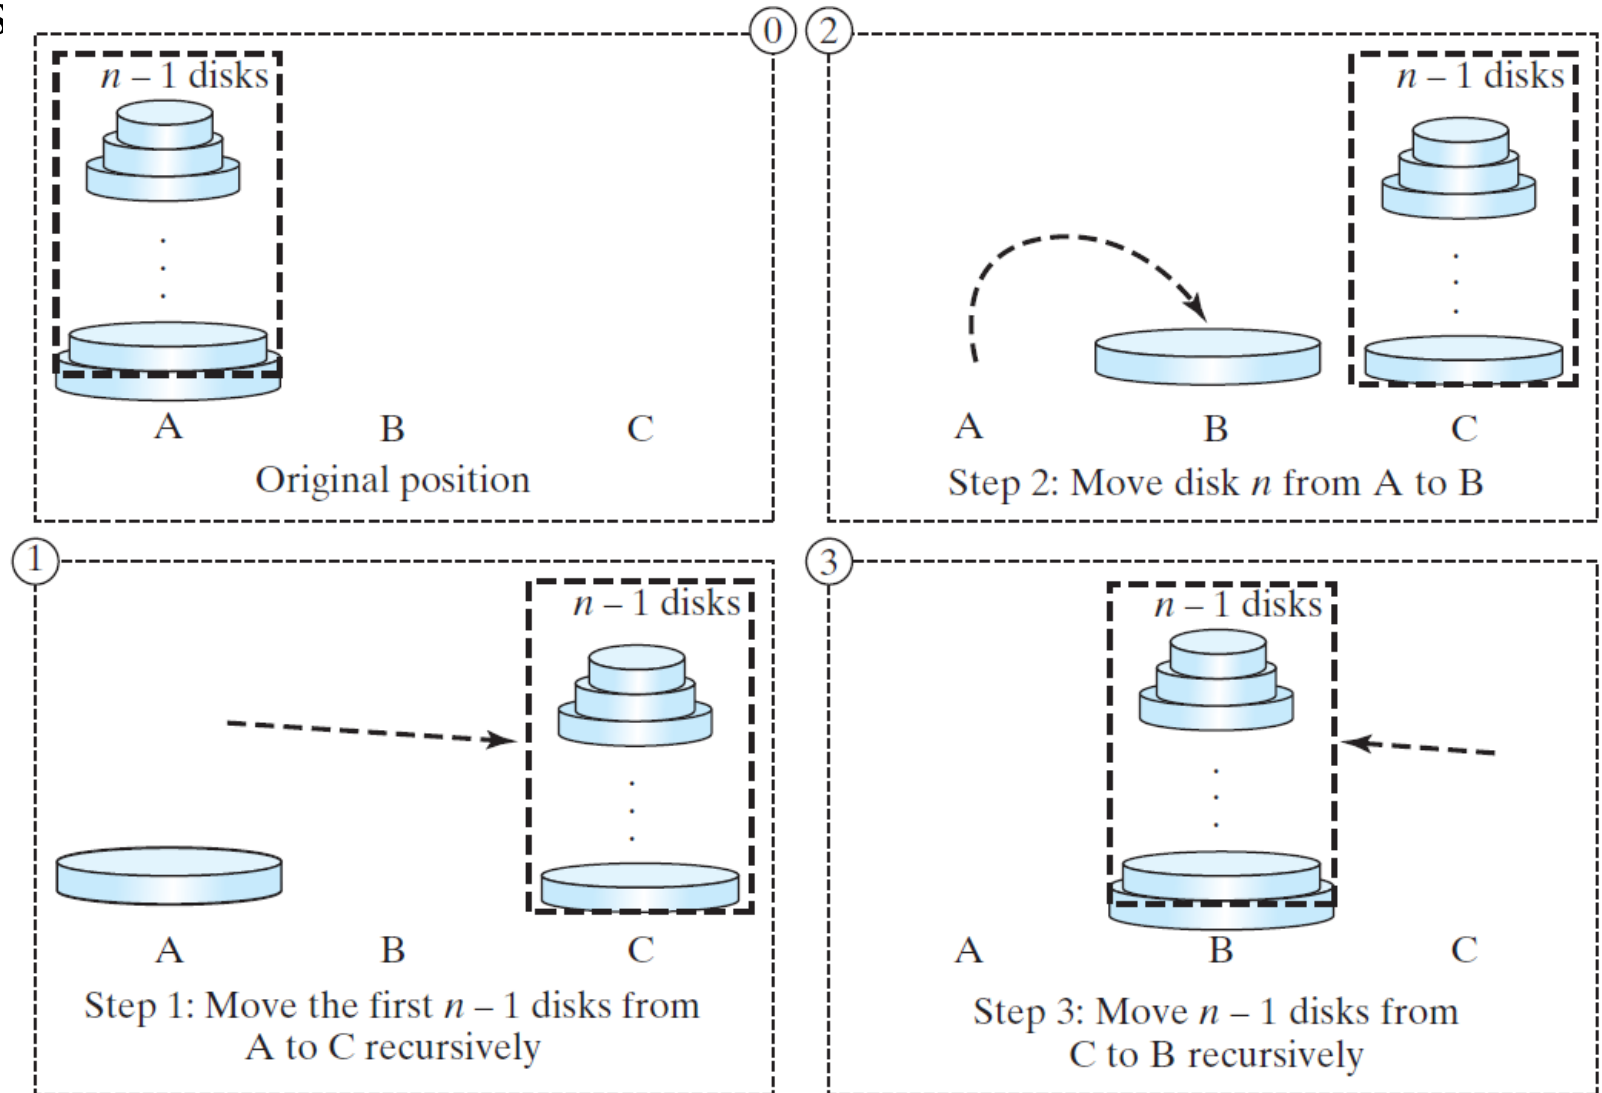 0
n – 1 disks
A B C
Original position
2
n – 1 disks
A B C
Step 2: Move disk n from A to B
1
n – 1 disks
A B C
Step 1: Move the first n – 1 disks from
A to C recursively
3
n – 1 disks
A B C
Step 3: Move n – 1 disks from
C to B recursively